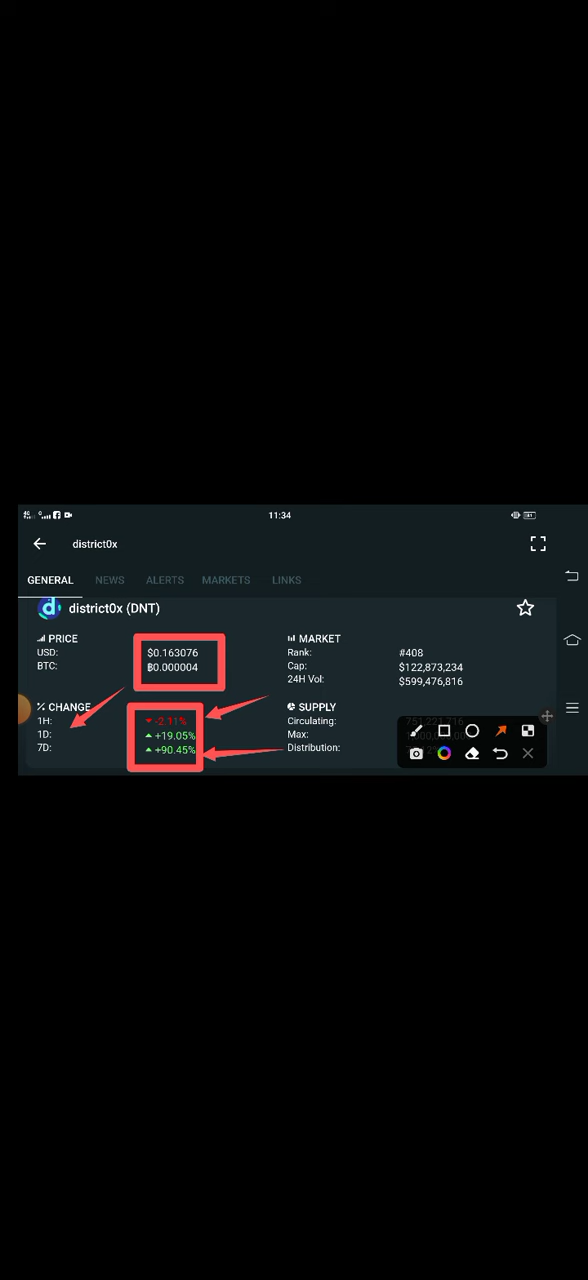 11:34
district0x
GENERAL NEWS ALERTS MARKETS LINKS
district0x (DNT)
PRICE
USD: $0.163076
BTC: ฿0.000004
MARKET
Rank: #408
Cap: $122,873,234
24H Vol: $599,476,816
CHANGE
1H: -2.11%
1D: +19.05%
7D: +90.45%
SUPPLY
Circulating:
Max:
Distribution: